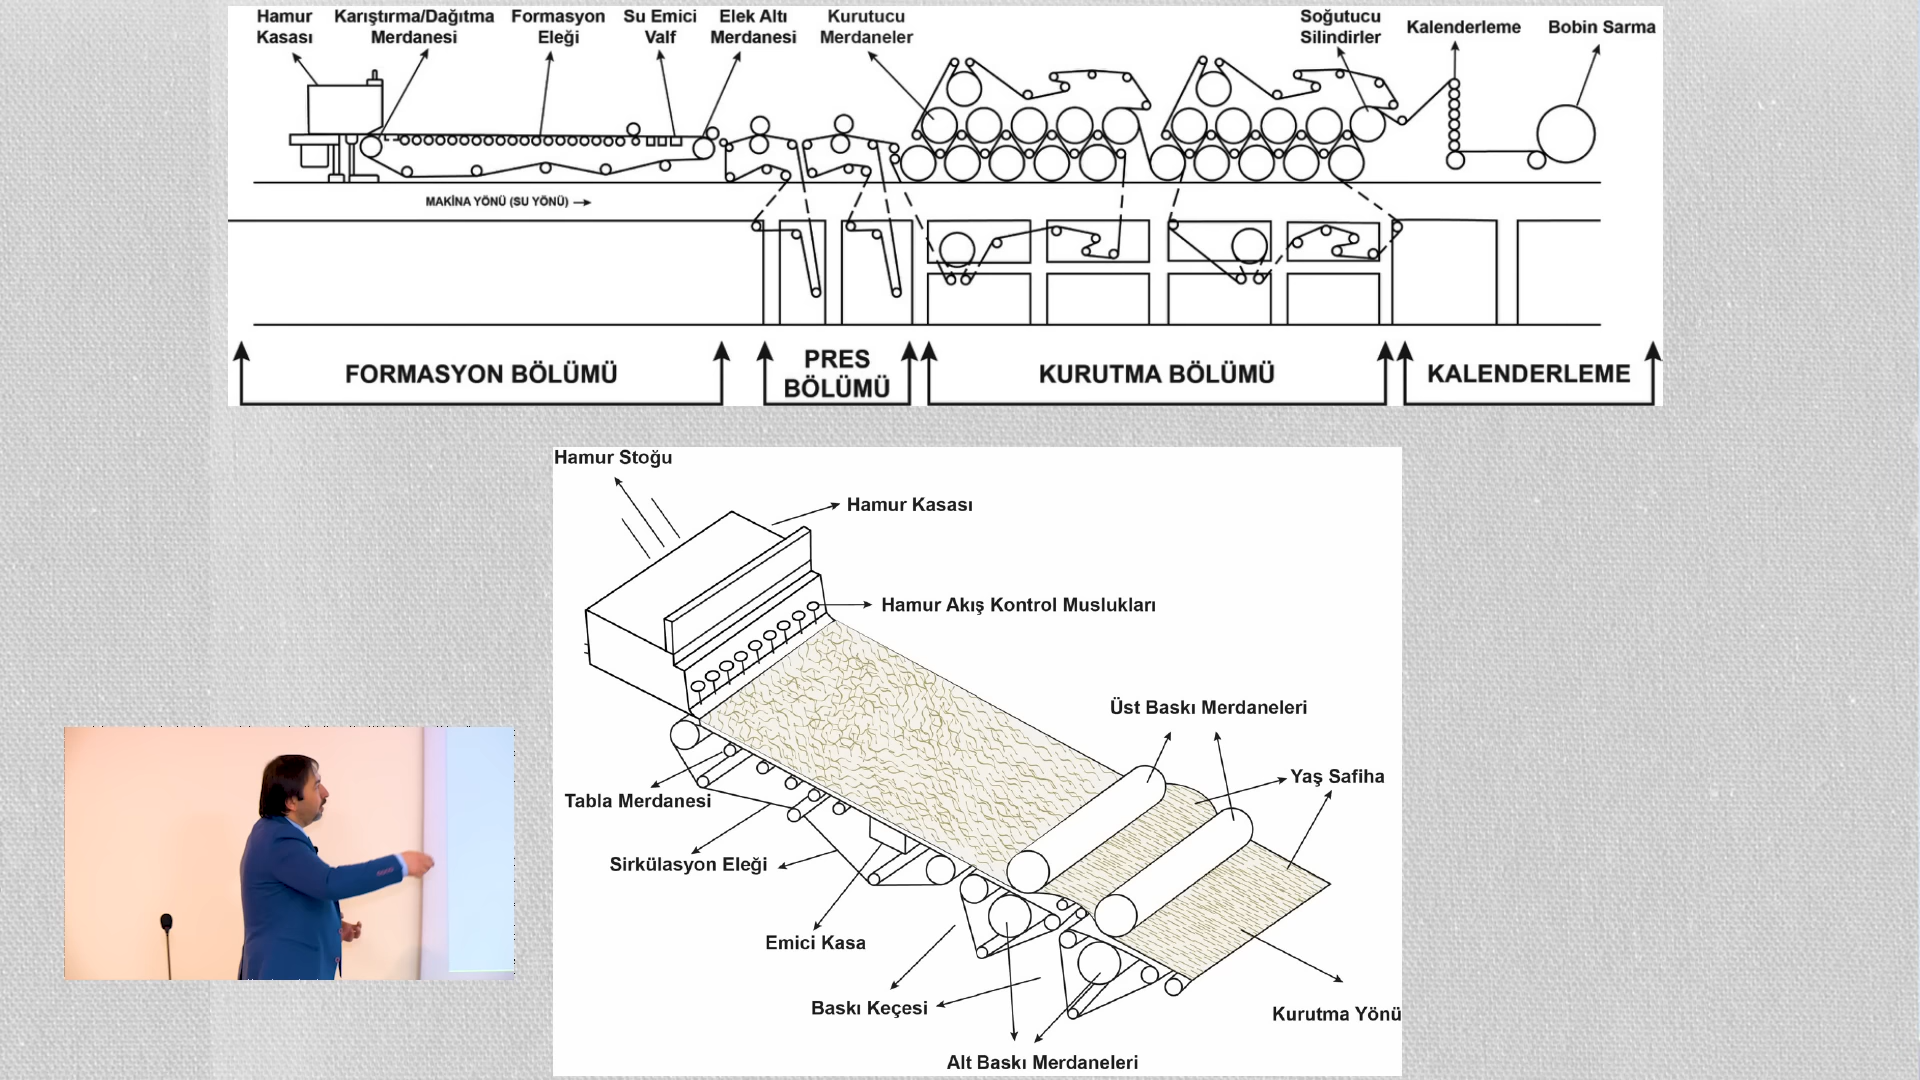 Hamur
Kasası
Karıştırma/Dağıtma
Merdanesi
Formasyon
Eleği
Su Emici
Valf
Elek Altı
Merdanesi
Kurutucu
Merdaneler
Soğutucu
Silindirler
Kalenderleme
Bobin Sarma
MAKİNA YÖNÜ (SU YÖNÜ)
FORMASYON BÖLÜMÜ
PRES
BÖLÜMÜ
KURUTMA BÖLÜMÜ
KALENDERLEME
Hamur Stoğu
Hamur Kasası
Hamur Akış Kontrol Muslukları
Üst Baskı Merdaneleri
Yaş Safiha
Tabla Merdanesi
Sirkülasyon Eleği
Emici Kasa
Baskı Keçesi
Kurutma Yönü
Alt Baskı Merdaneleri